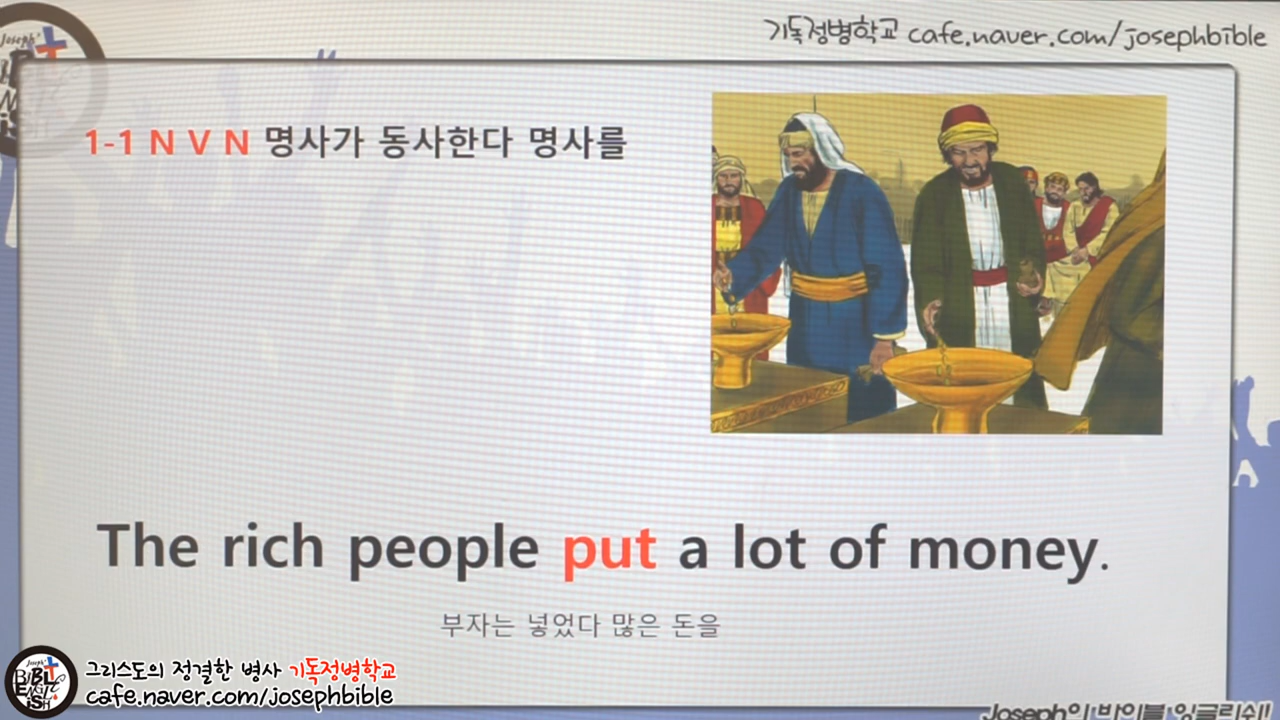 기독정병학교 cafe.naver.com/josephbible
1-1 N V N 명사가 동사한다 명사를
The rich people put a lot of money.
부자는 넣었다 많은 돈을
Joseph's
BIBLE
ENGLISH
그리스도의 정결한 병사 기독정병학교
cafe.naver.com/josephbible
Joseph의 바이블 잉글리쉬!!